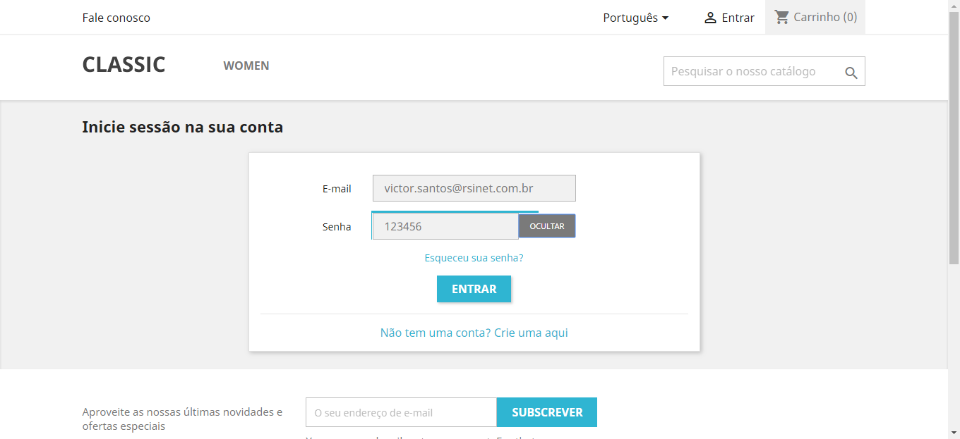 Fale conosco
Português
Entrar
Carrinho (0)
CLASSIC
WOMEN
Pesquisar o nosso catálogo
Inicie sessão na sua conta
E-mail
victor.santos@rsinet.com.br
Senha
123456
OCULTAR
Esqueceu sua senha?
ENTRAR
Não tem uma conta? Crie uma aqui
Aproveite as nossas últimas novidades e
ofertas especiais
O seu endereço de e-mail
SUBSCREVER